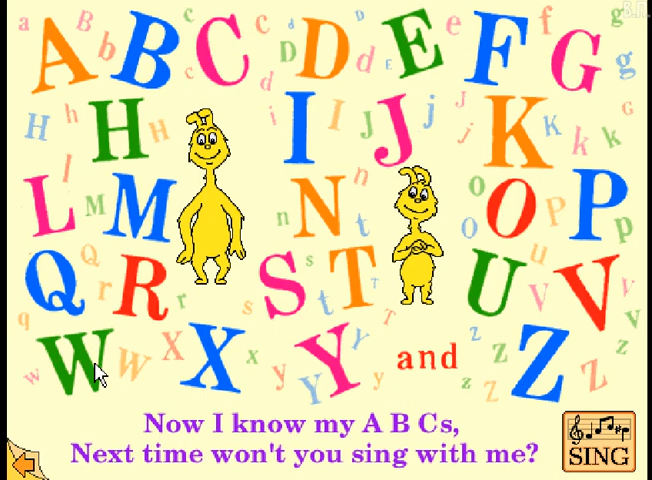 A B C D E F G
H I J K
L M N O P
Q R S T U V
W X Y and Z
Now I know my A B Cs,
Next time won't you sing with me?
SING